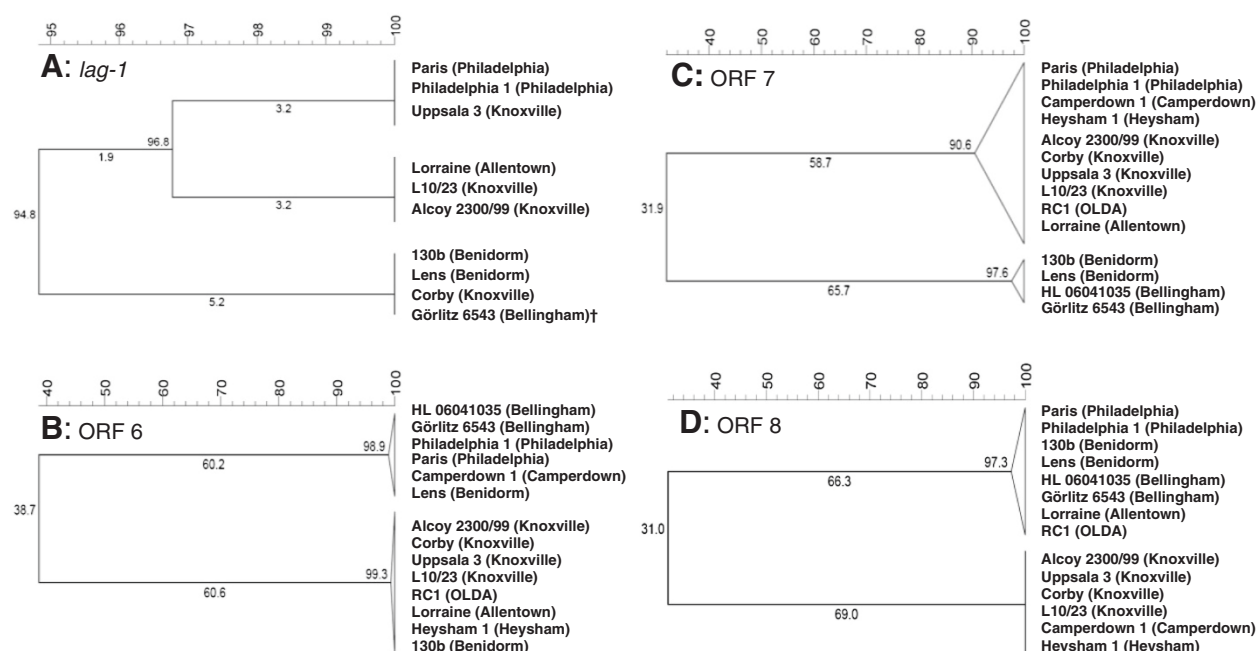 95 96 97 98 99 100
A: lag-1
Paris (Philadelphia)
Philadelphia 1 (Philadelphia)
Uppsala 3 (Knoxville)
3.2
96.8
1.9
Lorraine (Allentown)
L10/23 (Knoxville)
Alcoy 2300/99 (Knoxville)
3.2
94.8
130b (Benidorm)
Lens (Benidorm)
Corby (Knoxville)
Görlitz 6543 (Bellingham)†
5.2
40 50 60 70 80 90 100
B: ORF 6
HL 06041035 (Bellingham)
Görlitz 6543 (Bellingham)
Philadelphia 1 (Philadelphia)
Paris (Philadelphia)
Camperdown 1 (Camperdown)
Lens (Benidorm)
98.9
60.2
38.7
Alcoy 2300/99 (Knoxville)
Corby (Knoxville)
Uppsala 3 (Knoxville)
L10/23 (Knoxville)
RC1 (OLDA)
Lorraine (Allentown)
Heysham 1 (Heysham)
130b (Benidorm)
99.3
60.6
40 50 60 70 80 90 100
C: ORF 7
Paris (Philadelphia)
Philadelphia 1 (Philadelphia)
Camperdown 1 (Camperdown)
Heysham 1 (Heysham)
Alcoy 2300/99 (Knoxville)
Corby (Knoxville)
Uppsala 3 (Knoxville)
L10/23 (Knoxville)
RC1 (OLDA)
Lorraine (Allentown)
90.6
58.7
31.9
130b (Benidorm)
Lens (Benidorm)
HL 06041035 (Bellingham)
Görlitz 6543 (Bellingham)
97.6
65.7
40 50 60 70 80 90 100
D: ORF 8
Paris (Philadelphia)
Philadelphia 1 (Philadelphia)
130b (Benidorm)
Lens (Benidorm)
HL 06041035 (Bellingham)
Görlitz 6543 (Bellingham)
Lorraine (Allentown)
RC1 (OLDA)
97.3
66.3
31.0
Alcoy 2300/99 (Knoxville)
Uppsala 3 (Knoxville)
Corby (Knoxville)
L10/23 (Knoxville)
Camperdown 1 (Camperdown)
Heysham 1 (Heysham)
69.0